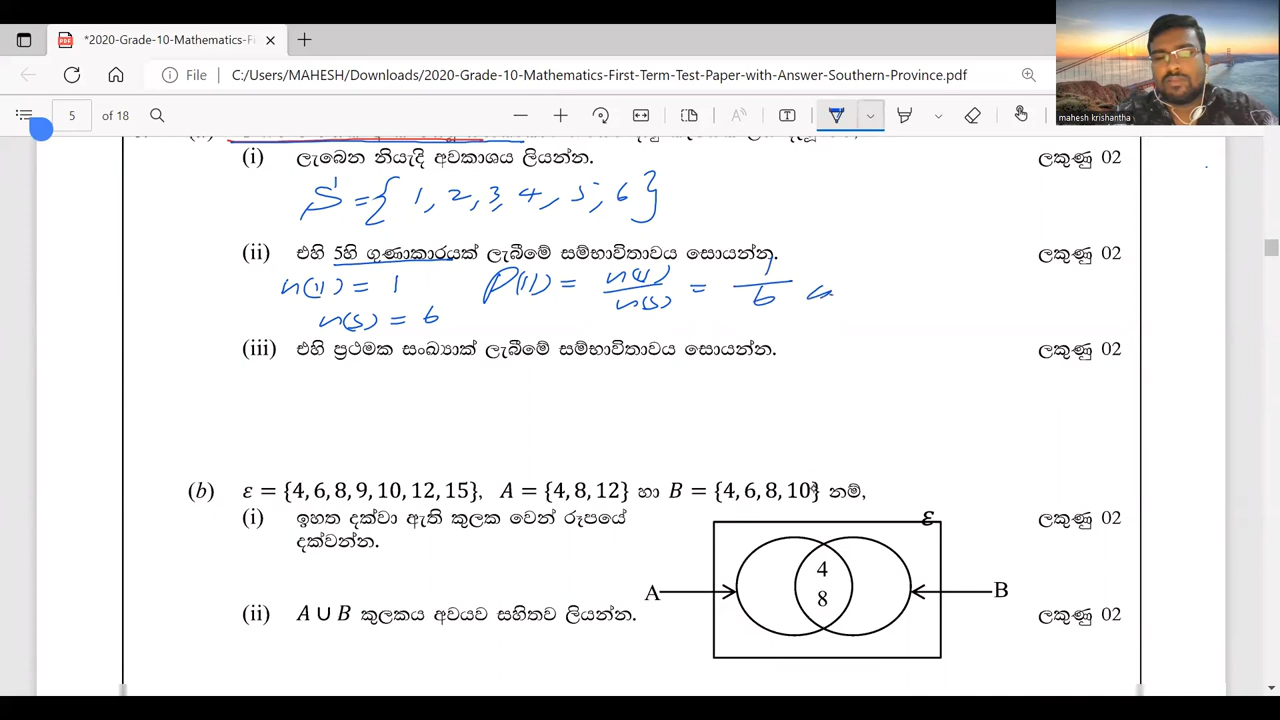 *2020-Grade-10-Mathematics-Fi
File C:/Users/MAHESH/Downloads/2020-Grade-10-Mathematics-First-Term-Test-Paper-with-Answer-Southern-Province.pdf
mahesh krishantha
5 of 18
(i) ලැබෙන නියැදි අවකාශය ලියන්න. ලකුණු 02
S = { 1, 2, 3, 4, 5, 6 }
(ii) එහි 5හි ගුණාකාරයක් ලැබීමේ සම්භාවිතාවය සොයන්න. ලකුණු 02
= 1 = = 1/6
n(S) = 6 n(S)
(iii) එහි ප්‍රථමක සංඛ්‍යාක් ලැබීමේ සම්භාවිතාවය සොයන්න. ලකුණු 02
(b) ε = {4, 6, 8, 9, 10, 12, 15}, A = {4, 8, 12} හා B = {4, 6, 8, 10} නම්,
(i) ඉහත දක්වා ඇති කුලක වෙන් රූපයේ ලකුණු 02
දක්වන්න.
ε
4
8
A
B
(ii) A ∪ B කුලකය අවයව සහිතව ලියන්න. ලකුණු 02